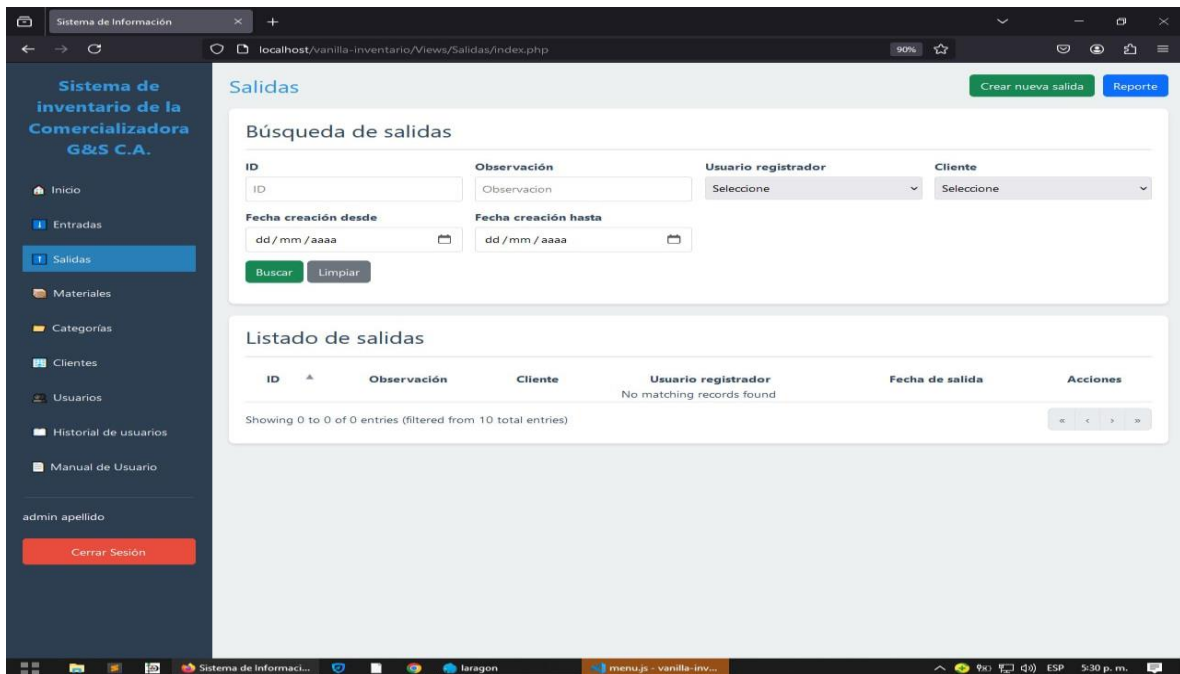 Sistema de Información
localhost/vanilla-inventario/Views/Salidas/index.php
90%
Sistema de
inventario de la
Comercializadora
G&S C.A.
Inicio
Entradas
Salidas
Materiales
Categorías
Clientes
Usuarios
Historial de usuarios
Manual de Usuario
admin apellido
Cerrar Sesión
Salidas
Crear nueva salida
Reporte
Búsqueda de salidas
ID
Observación
Usuario registrador
Cliente
ID
Observacion
Seleccione
Seleccione
Fecha creación desde
Fecha creación hasta
dd/mm/aaaa
dd/mm/aaaa
Buscar
Limpiar
Listado de salidas
ID Observación Cliente Usuario registrador Fecha de salida Acciones
No matching records found
Showing 0 to 0 of 0 entries (filtered from 10 total entries)
« ‹ › »
Sistema de Informaci...
laragon
menu.js - vanilla-inv...
ESP
5:30 p. m.